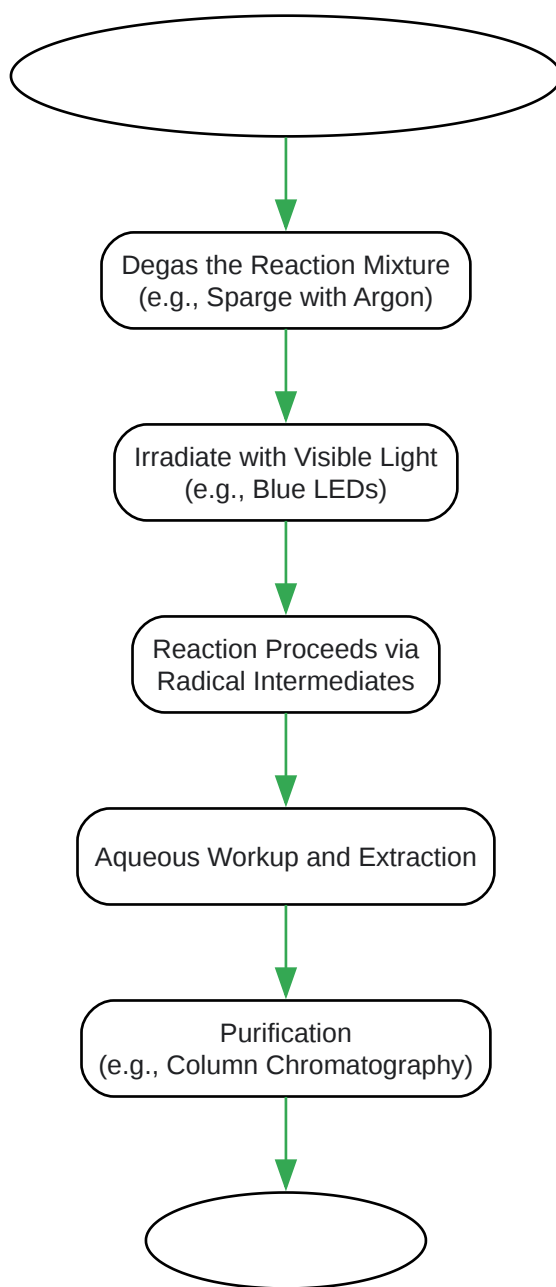 Degas the Reaction Mixture
(e.g., Sparge with Argon)
Irradiate with Visible Light
(e.g., Blue LEDs)
Reaction Proceeds via
Radical Intermediates
Aqueous Workup and Extraction
Purification
(e.g., Column Chromatography)